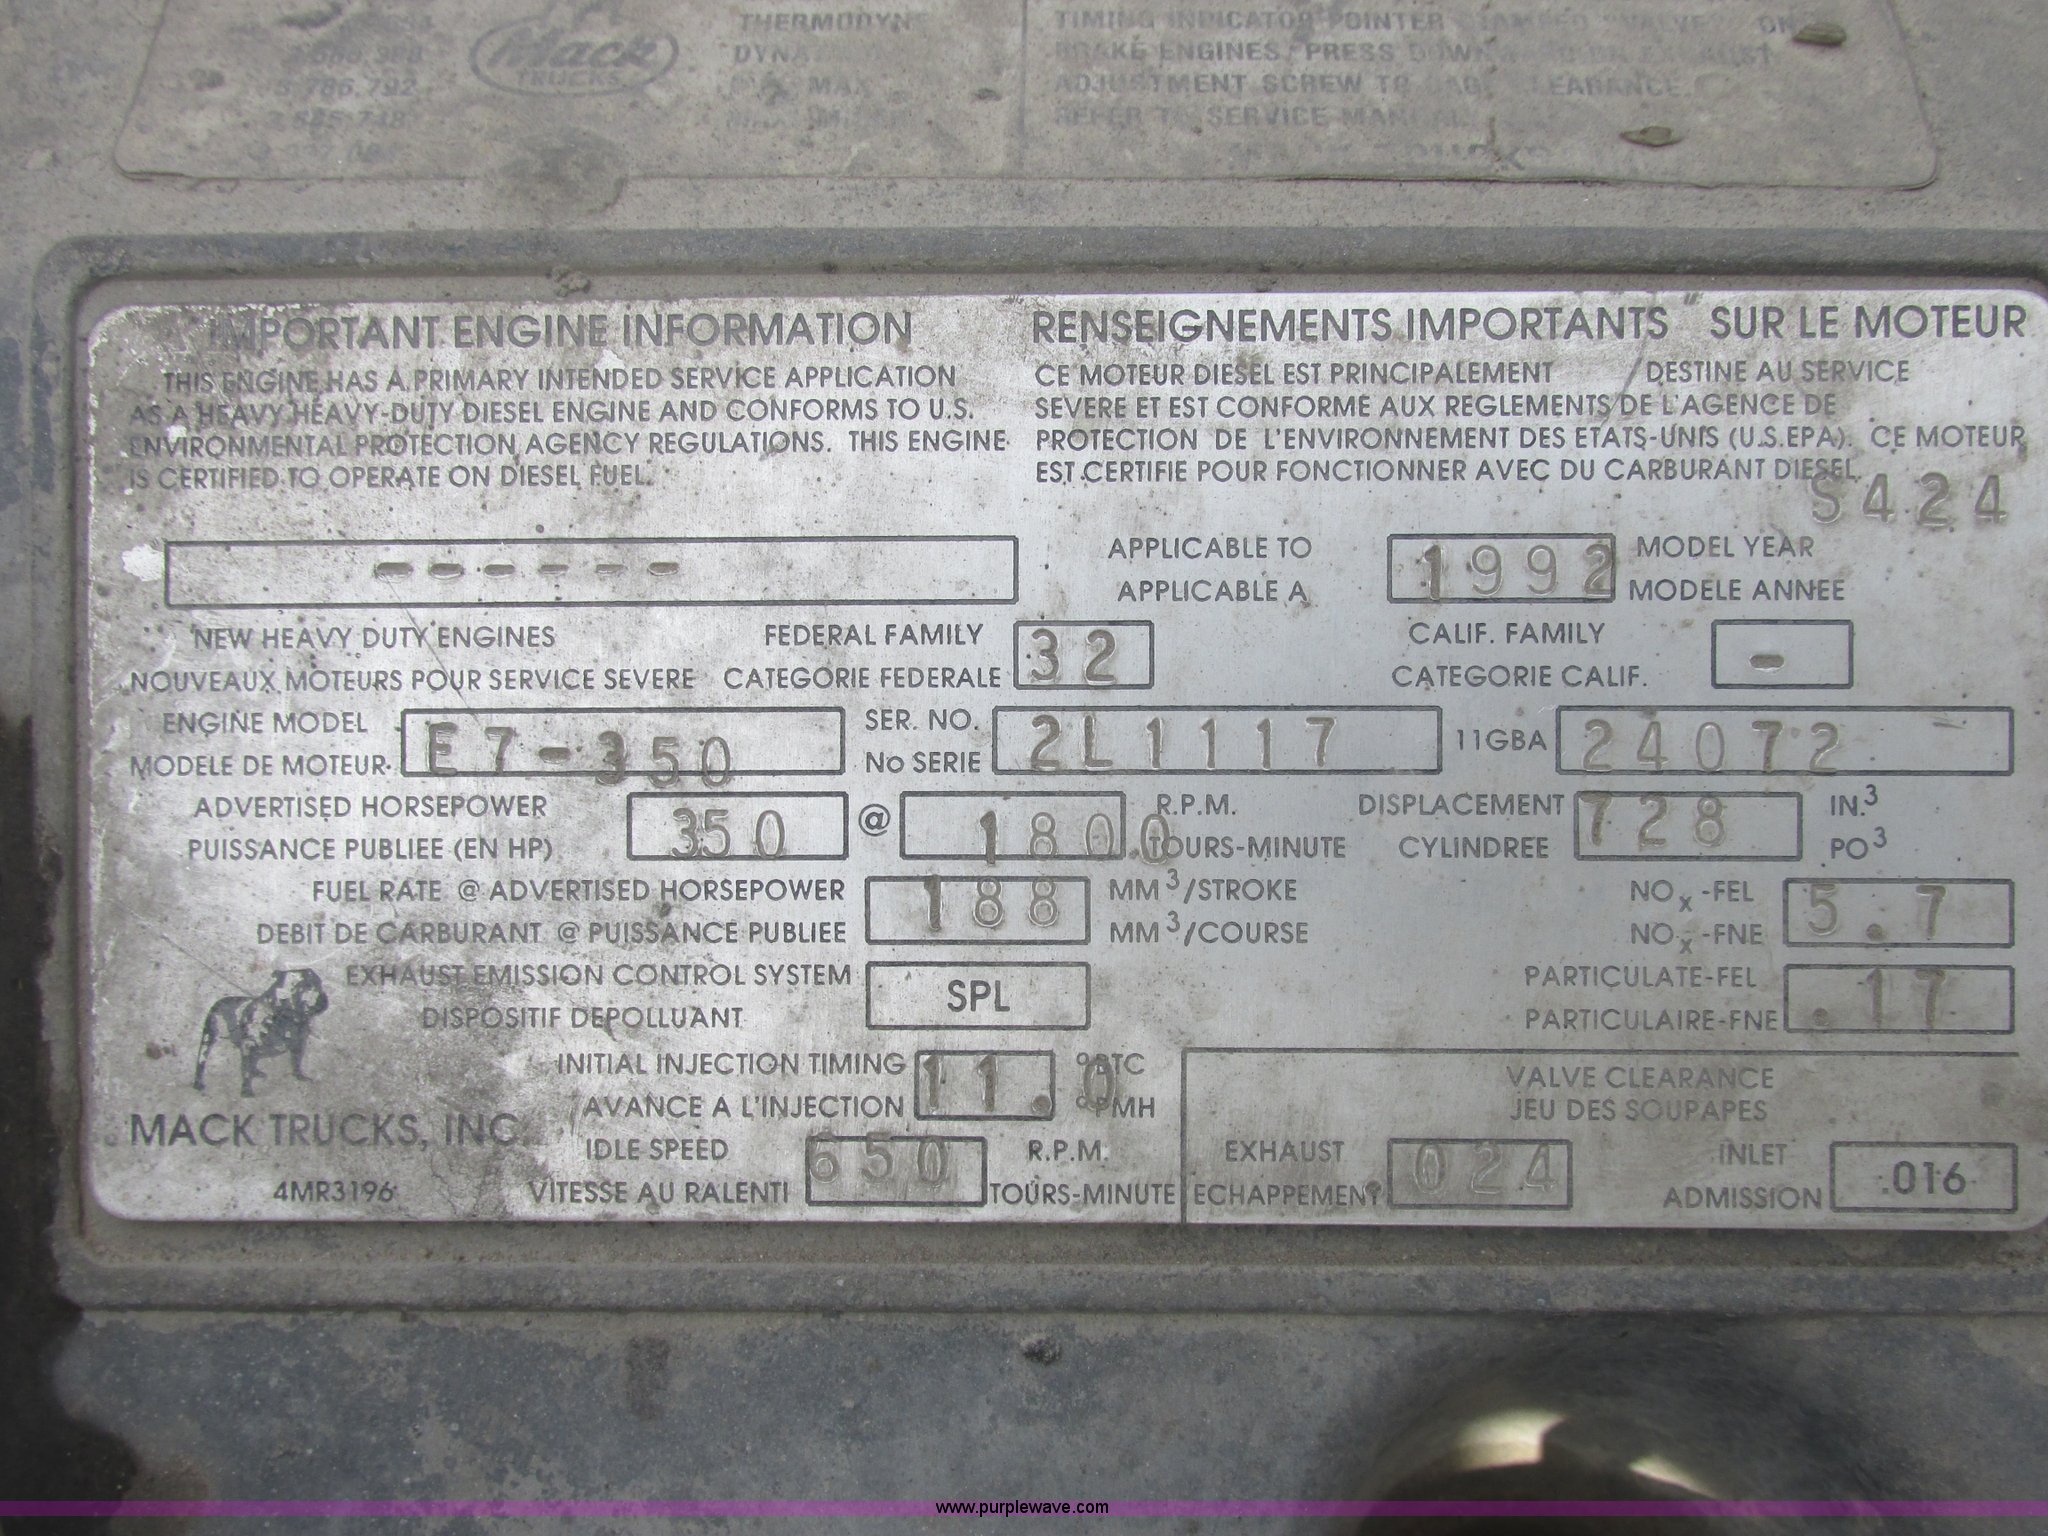 THERMODYNE
TIMING INDICATOR POINTER
Mack
TRUCKS
BRAKE ENGINES, PRESS DOWN
5,786,792
MAX
ADJUSTMENT SCREW TO CLEARANCE.
REFER TO SERVICE MANUAL
IMPORTANT ENGINE INFORMATION
THIS ENGINE HAS A PRIMARY INTENDED SERVICE APPLICATION
AS A HEAVY HEAVY-DUTY DIESEL ENGINE AND CONFORMS TO U.S.
ENVIRONMENTAL PROTECTION AGENCY REGULATIONS. THIS ENGINE
IS CERTIFIED TO OPERATE ON DIESEL FUEL.
RENSEIGNEMENTS IMPORTANTS SUR LE MOTEUR
CE MOTEUR DIESEL EST PRINCIPALEMENT DESTINE AU SERVICE
SEVERE ET EST CONFORME AUX REGLEMENTS DE L'AGENCE DE
PROTECTION DE L'ENVIRONNEMENT DES ETATS-UNIS (U.S.EPA). CE MOTEUR
EST CERTIFIE POUR FONCTIONNER AVEC DU CARBURANT DIESEL.
S424
------
APPLICABLE TO 1992 MODEL YEAR
APPLICABLE A MODELE ANNEE
NEW HEAVY DUTY ENGINES FEDERAL FAMILY 32 CALIF. FAMILY -
NOUVEAUX MOTEURS POUR SERVICE SEVERE CATEGORIE FEDERALE CATEGORIE CALIF.
ENGINE MODEL E7-350 SER. NO. 2L1117 11GBA 24072
MODELE DE MOTEUR No SERIE
ADVERTISED HORSEPOWER 350 @ 1800 R.P.M. DISPLACEMENT 728 IN.³
PUISSANCE PUBLIEE (EN HP) TOURS-MINUTE CYLINDREE PO³
FUEL RATE @ ADVERTISED HORSEPOWER 188 MM³/STROKE NOx-FEL 5.7
DEBIT DE CARBURANT @ PUISSANCE PUBLIEE MM³/COURSE NOx-FNE
EXHAUST EMISSION CONTROL SYSTEM SPL PARTICULATE-FEL .17
DISPOSITIF DEPOLLUANT PARTICULAIRE-FNE
INITIAL INJECTION TIMING 11.0 °BTC
AVANCE A L'INJECTION °PMH
VALVE CLEARANCE
JEU DES SOUPAPES
MACK TRUCKS, INC.
IDLE SPEED 650 R.P.M. EXHAUST 024 INLET .016
4MR3196 VITESSE AU RALENTI TOURS-MINUTE ECHAPPEMENT ADMISSION
www.purplewave.com